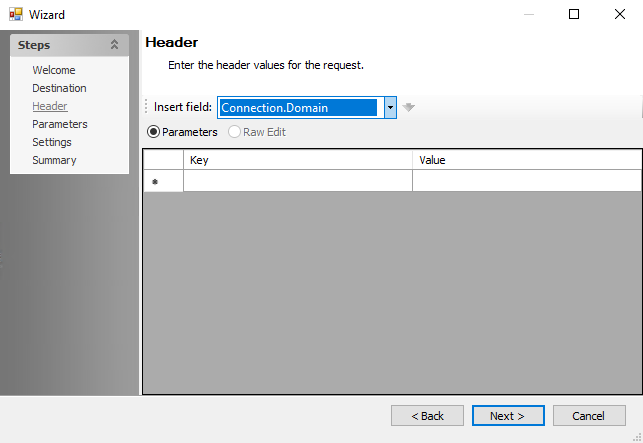 Wizard
Steps
Welcome
Destination
Header
Parameters
Settings
Summary
Header
Enter the header values for the request.
Insert field: Connection.Domain
Parameters Raw Edit
Key Value
*
< Back Next > Cancel